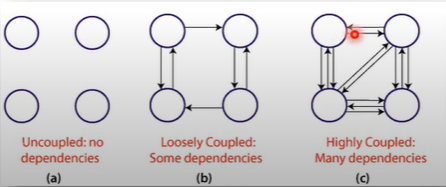 Uncoupled: no
dependencies
(a)
Loosely Coupled:
Some dependencies
(b)
Highly Coupled:
Many dependencies
(c)